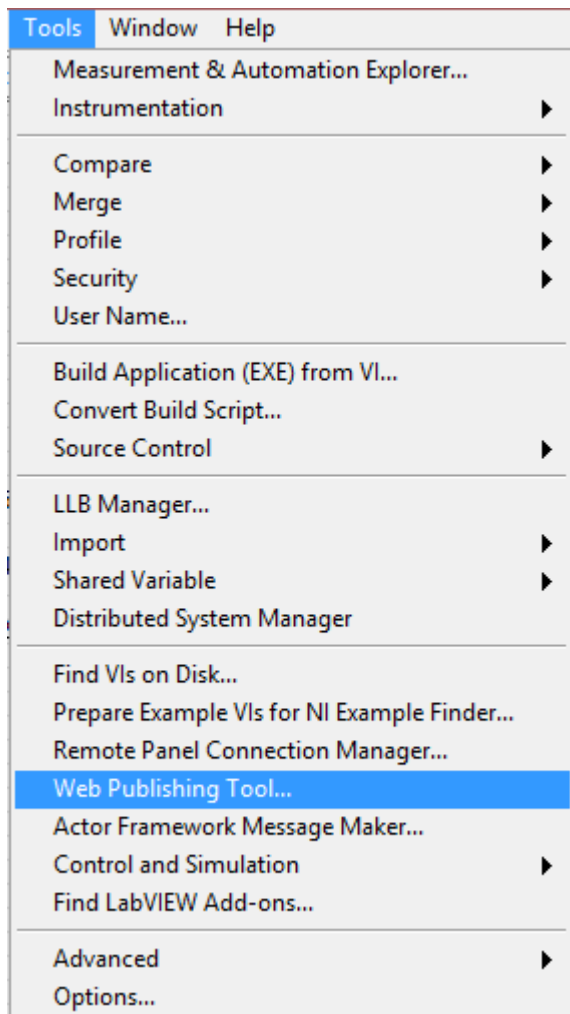 Tools Window Help
Measurement & Automation Explorer...
Instrumentation
Compare
Merge
Profile
Security
User Name...
Build Application (EXE) from VI...
Convert Build Script...
Source Control
LLB Manager...
Import
Shared Variable
Distributed System Manager
Find VIs on Disk...
Prepare Example VIs for NI Example Finder...
Remote Panel Connection Manager...
Web Publishing Tool...
Actor Framework Message Maker...
Control and Simulation
Find LabVIEW Add-ons...
Advanced
Options...